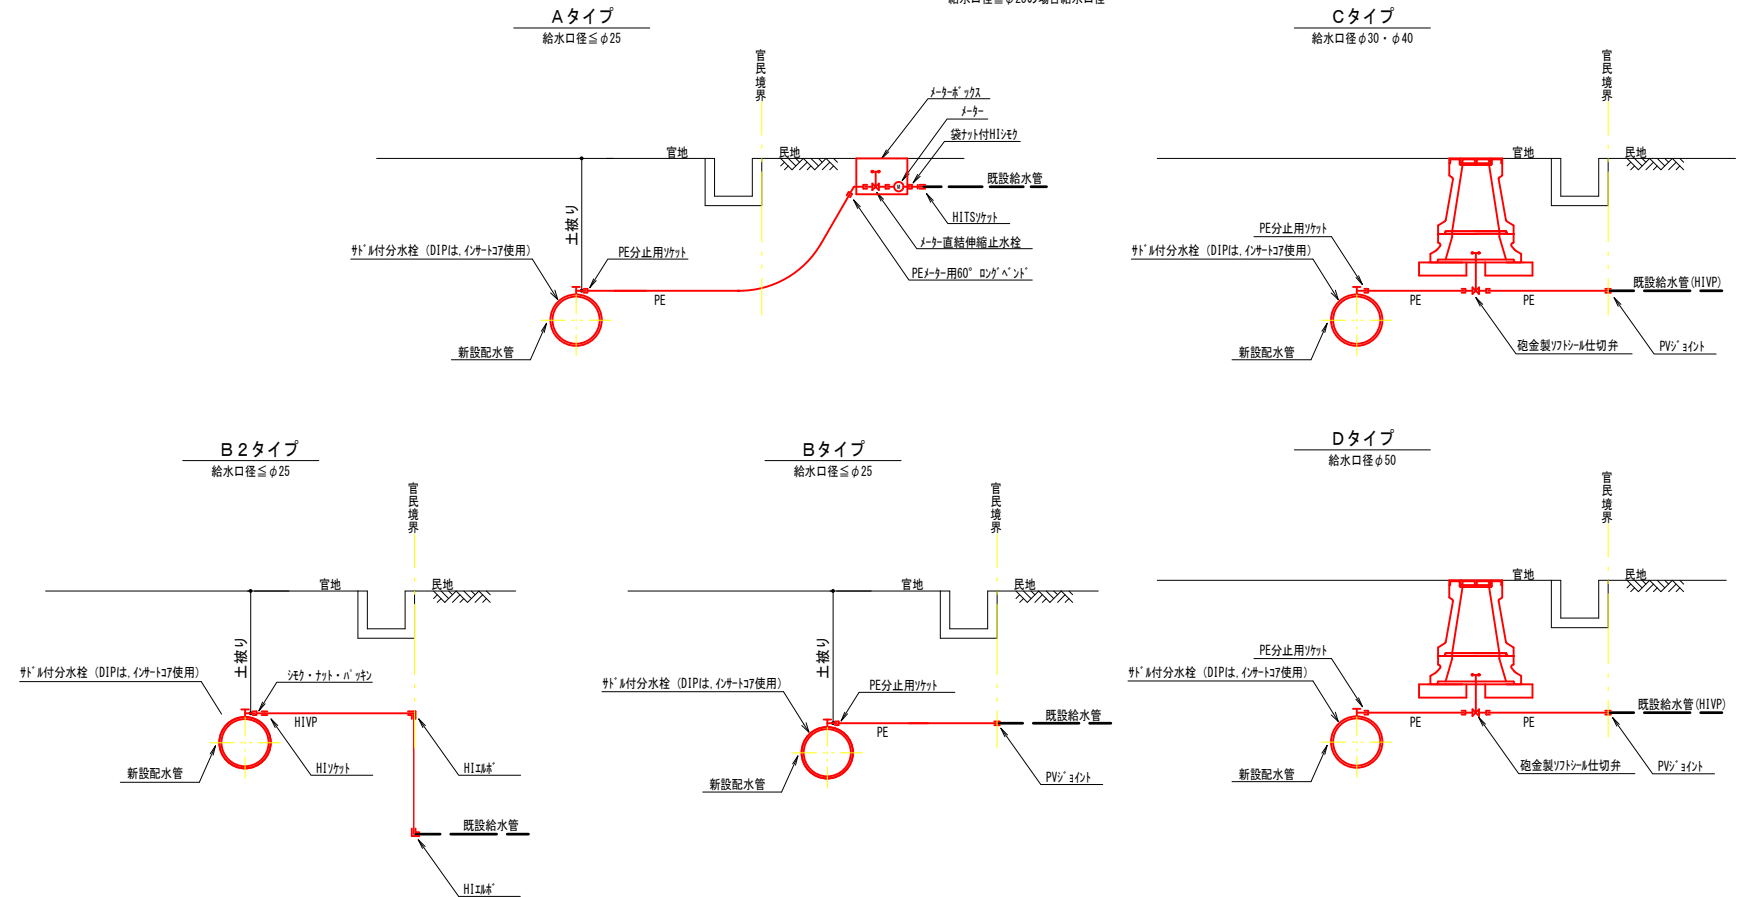 Aタイプ
給水口径≦φ25
官民境界
メーターボックス
メーター
袋ナット付HIシモク
官地
民地
既設給水管
土被り
HITSソケット
メーター直結伸縮止水栓
サドル付分水栓（DIPは,インサートコア使用）
PE分止用ソケット
PEメーター用60°ロングベンド
PE
新設配水管
Cタイプ
給水口径φ30・φ40
官民境界
官地
民地
PE分止用ソケット
サドル付分水栓（DIPは,インサートコア使用）
既設給水管(HIVP)
PE
PE
新設配水管
砲金製ソフトシール仕切弁
PVジョイント
B2タイプ
給水口径≦φ25
官民境界
官地
民地
土被り
サドル付分水栓（DIPは,インサートコア使用）
シモク・ナット・パッキン
HIVP
新設配水管
HIソケット
HIエルボ
既設給水管
HIエルボ
Bタイプ
給水口径≦φ25
官民境界
官地
民地
土被り
サドル付分水栓（DIPは,インサートコア使用）
PE分止用ソケット
既設給水管
PE
新設配水管
PVジョイント
Dタイプ
給水口径φ50
官民境界
官地
民地
PE分止用ソケット
サドル付分水栓（DIPは,インサートコア使用）
既設給水管(HIVP)
PE
PE
新設配水管
砲金製ソフトシール仕切弁
PVジョイント